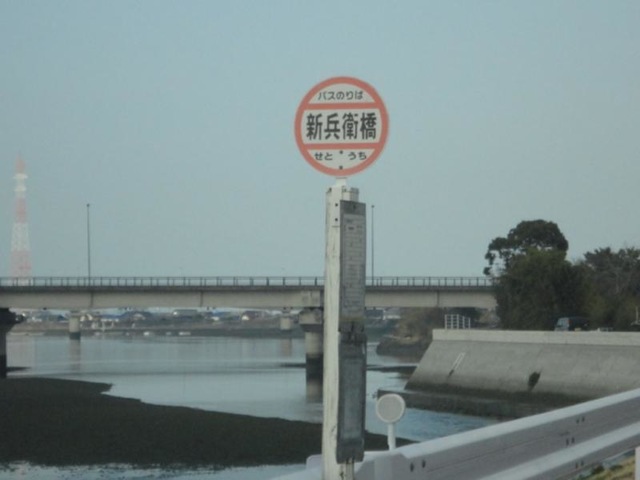 バスのりば
新兵衛橋
せと うち